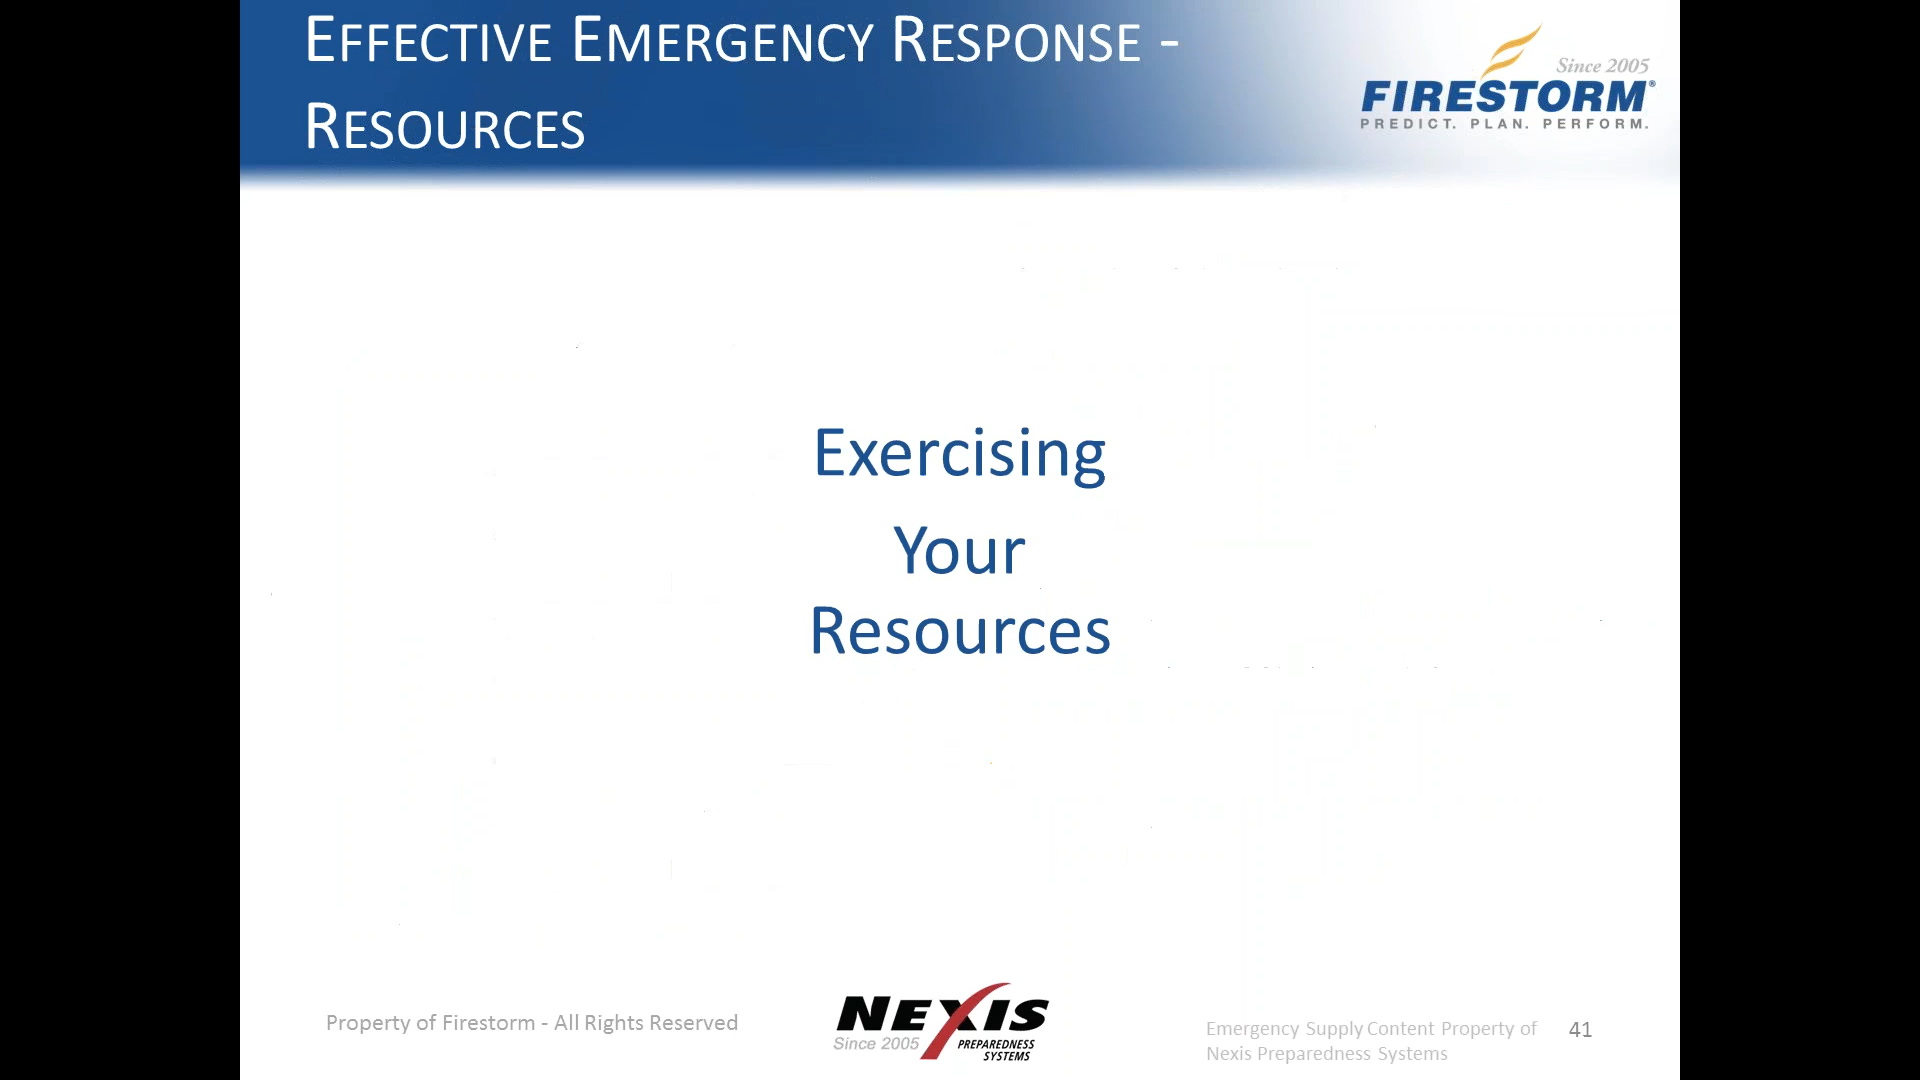 EFFECTIVE EMERGENCY RESPONSE -
RESOURCES
Since 2005
FIRESTORM®
PREDICT. PLAN. PERFORM.
Exercising
Your
Resources
Property of Firestorm - All Rights Reserved
NEXIS
Since 2005
PREPAREDNESS
SYSTEMS
Emergency Supply Content Property of
Nexis Preparedness Systems
41